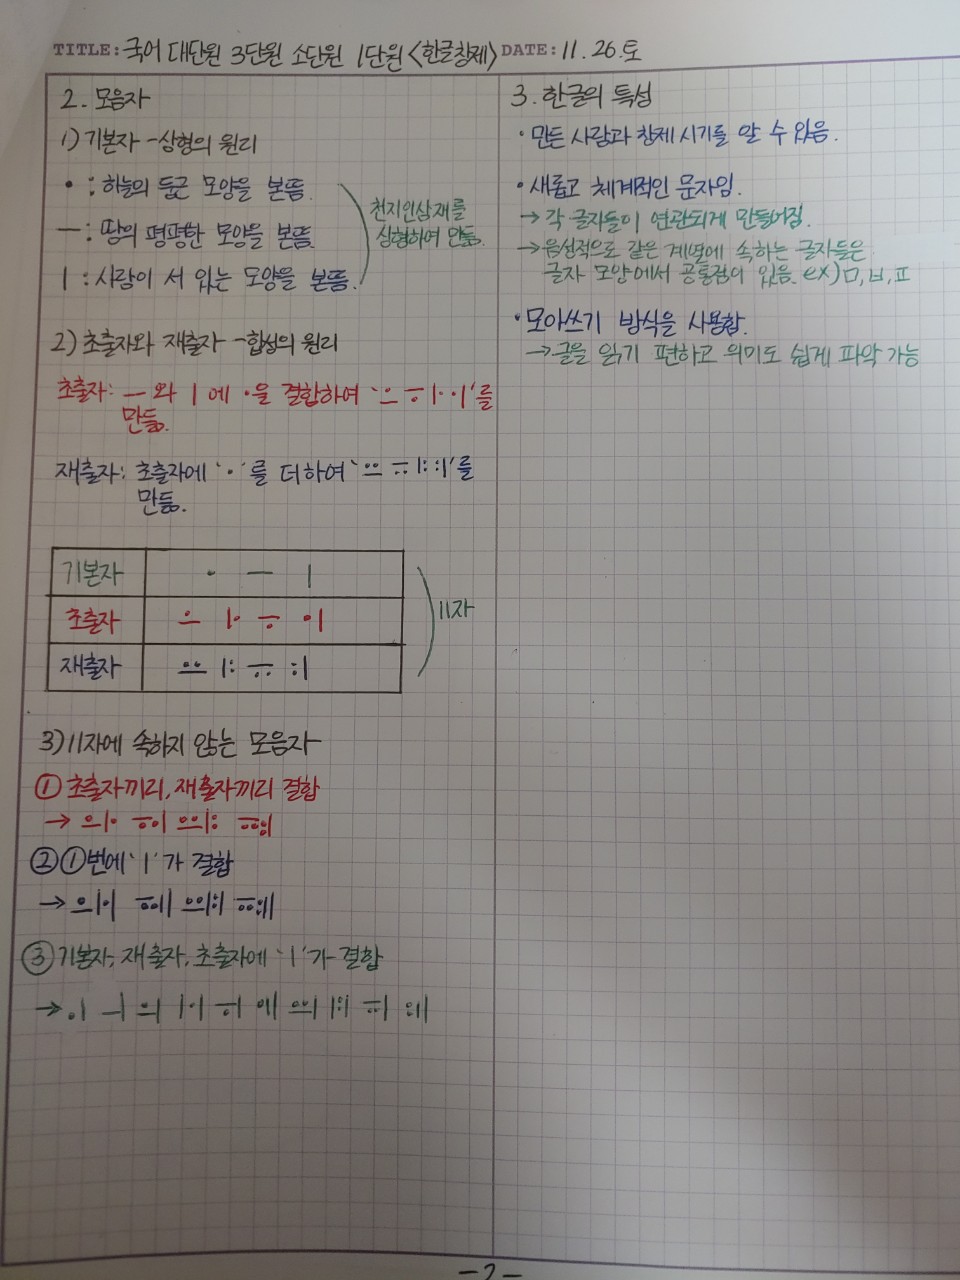 TITLE: 국어 대단원 3단원 소단원 1단원 <한글창제> DATE: 11.26.토
2. 모음자
1) 기본자 - 상형의 원리
• : 하늘의 둥근 모양을 본뜸.
ㅡ : 땅의 평평한 모양을 본뜸.
ㅣ : 사람이 서 있는 모양을 본뜸.
천지인삼재를
상형하여 만듦.
2) 초출자와 재출자 - 합성의 원리
초출자: ㅡ와 ㅣ에 •을 결합하여 'ㅗ ㅜ ㅏ ㅓ'를
만듦.
재출자: 초출자에 '•'를 더하여 'ㅛ ㅠ ㅑ ㅕ'를
만듦.
기본자 • ㅡ ㅣ
초출자 ㅗ ㅏ ㅜ ㅓ
재출자 ㅛ ㅑ ㅠ ㅕ
11자
3) 11자에 속하지 않는 모음자
① 초출자끼리, 재출자끼리 결합
→ ㅘ ㅝ ㆇ ㆊ
② ①번에 'ㅣ'가 결합
→ ㅙ ㅞ ㆈ ㆋ
③ 기본자, 재출자, 초출자에 'ㅣ'가 결합
→ ㆎ ㅢ ㅚ ㅐ ㅟ ㅔ ㆉ ㅒ ㆌ ㅖ
3. 한글의 특성
• 만든 사람과 창제 시기를 알 수 있음.
• 새롭고 체계적인 문자임.
→ 각 글자들이 연관되게 만들어짐.
→ 음성적으로 같은 계열에 속하는 글자들은
글자 모양에서 공통점이 있음. ex) ㅁ, ㅂ, ㅍ
• 모아쓰기 방식을 사용함.
→ 글을 읽기 편하고 의미도 쉽게 파악 가능
-2-